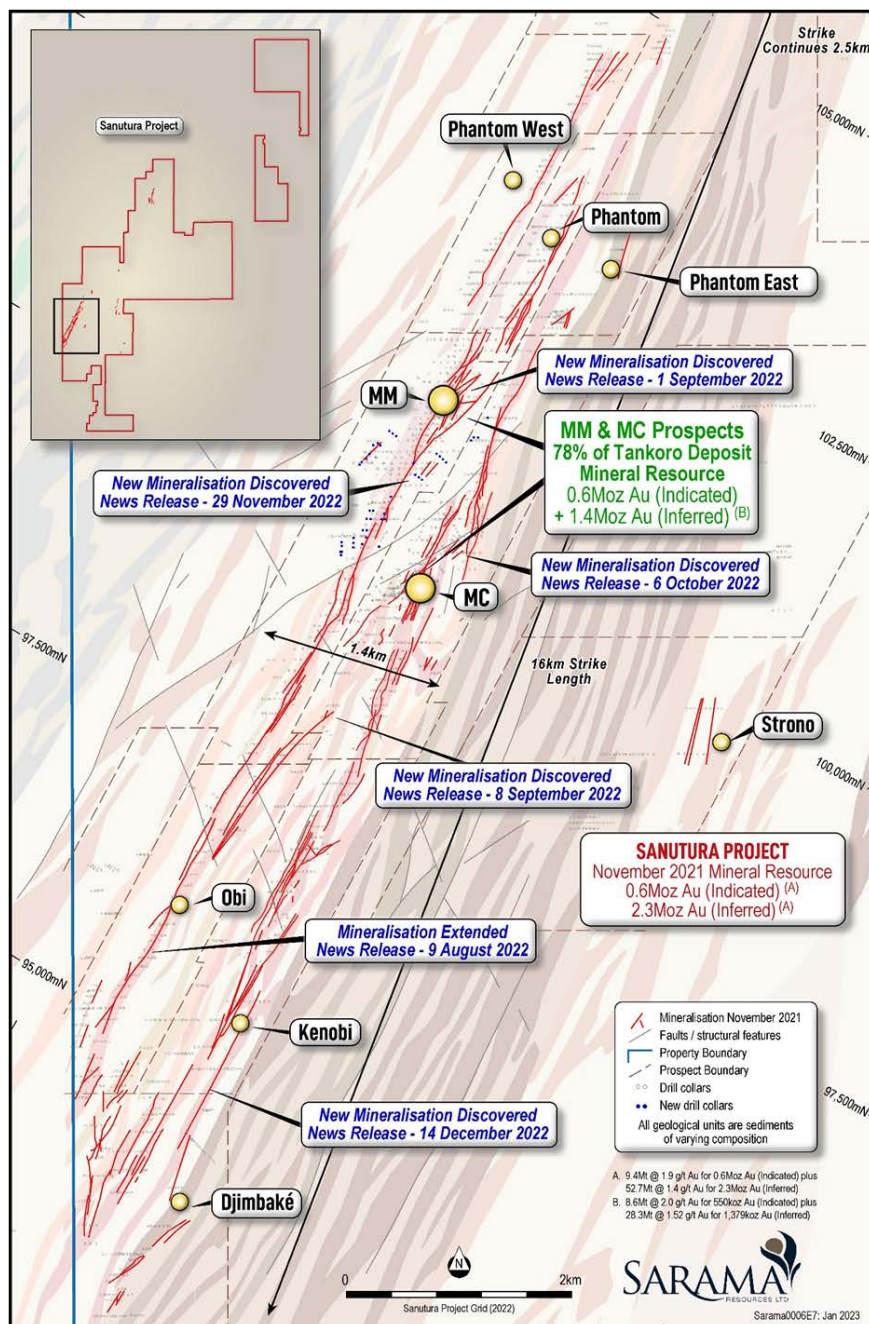 Strike
Continues 2.5km
Sanutura Project
105,000mN
Phantom West
Phantom
Phantom East
New Mineralisation Discovered
News Release - 1 September 2022
MM
MM & MC Prospects
78% of Tankoro Deposit
Mineral Resource
0.6Moz Au (Indicated)
+ 1.4Moz Au (Inferred) (B)
102,500mN
New Mineralisation Discovered
News Release - 29 November 2022
New Mineralisation Discovered
News Release - 6 October 2022
MC
97,500mN
1.4km
16km Strike
Length
Strono
100,000mN
New Mineralisation Discovered
News Release - 8 September 2022
SANUTURA PROJECT
November 2021 Mineral Resource
0.6Moz Au (Indicated) (A)
2.3Moz Au (Inferred) (A)
Obi
Mineralisation Extended
News Release - 9 August 2022
95,000mN
Kenobi
Mineralisation November 2021
Faults / structural features
Property Boundary
Prospect Boundary
Drill collars
New drill collars
All geological units are sediments
of varying composition
97,500mN
New Mineralisation Discovered
News Release - 14 December 2022
A. 9.4Mt @ 1.9 g/t Au for 0.6Moz Au (Indicated) plus
52.7Mt @ 1.4 g/t Au for 2.3Moz Au (Inferred)
B. 8.6Mt @ 2.0 g/t Au for 550koz Au (Indicated) plus
28.3Mt @ 1.52 g/t Au for 1,379koz Au (Inferred)
Djimbaké
N
0 2km
Sanutura Project Grid (2022)
SARAMA
RESOURCES LTD
Sarama0006E7: Jan 2023